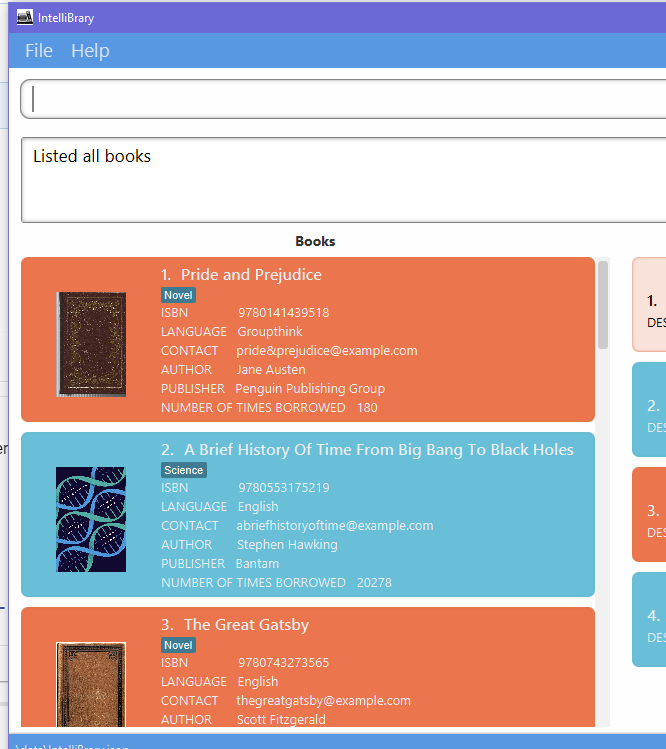 IntelliBrary
File Help
Listed all books
Books
1. Pride and Prejudice
Novel
ISBN 9780141439518
LANGUAGE Groupthink
CONTACT pride&prejudice@example.com
AUTHOR Jane Austen
PUBLISHER Penguin Publishing Group
NUMBER OF TIMES BORROWED 180
2. A Brief History Of Time From Big Bang To Black Holes
Science
ISBN 9780553175219
LANGUAGE English
CONTACT abriefhistoryoftime@example.com
AUTHOR Stephen Hawking
PUBLISHER Bantam
NUMBER OF TIMES BORROWED 20278
3. The Great Gatsby
Novel
ISBN 9780743273565
LANGUAGE English
CONTACT thegreatgatsby@example.com
AUTHOR Scott Fitzgerald
1.
DES
2.
DES
3.
DES
4.
DES